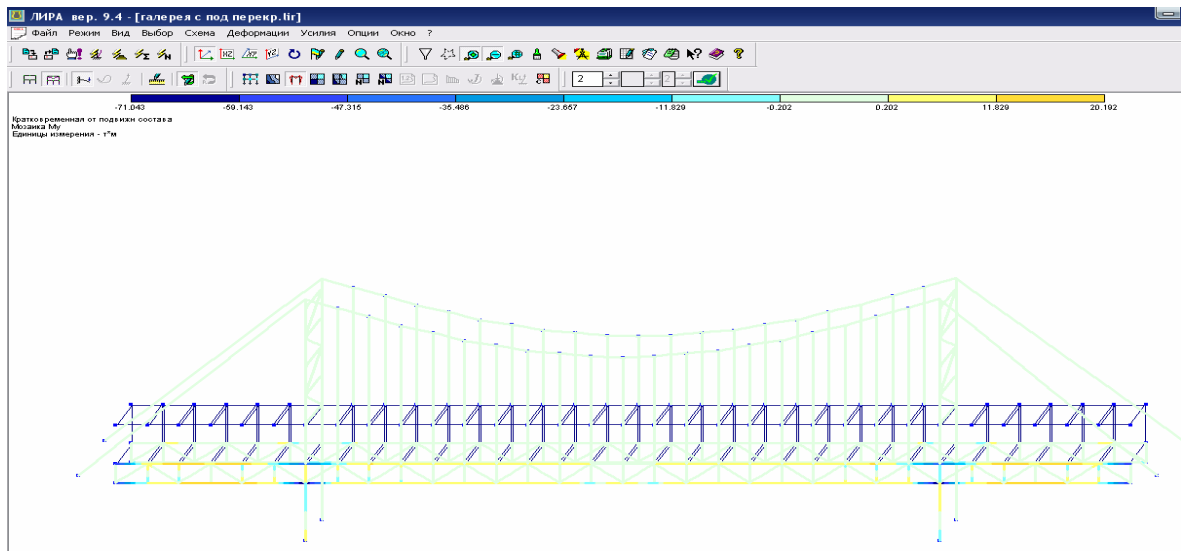 ЛИРА вер. 9.4 - [галерея с под перекр.lir]
Файл Режим Вид Выбор Схема Деформации Усилия Опции Окно ?
2 2
-71.043 -59.143 -47.315 -35.486 -23.657 -11.829 -0.202 0.202 11.829 20.192
Кратковременная от подвижн состава
Мозаика My
Единицы измерения - т*м